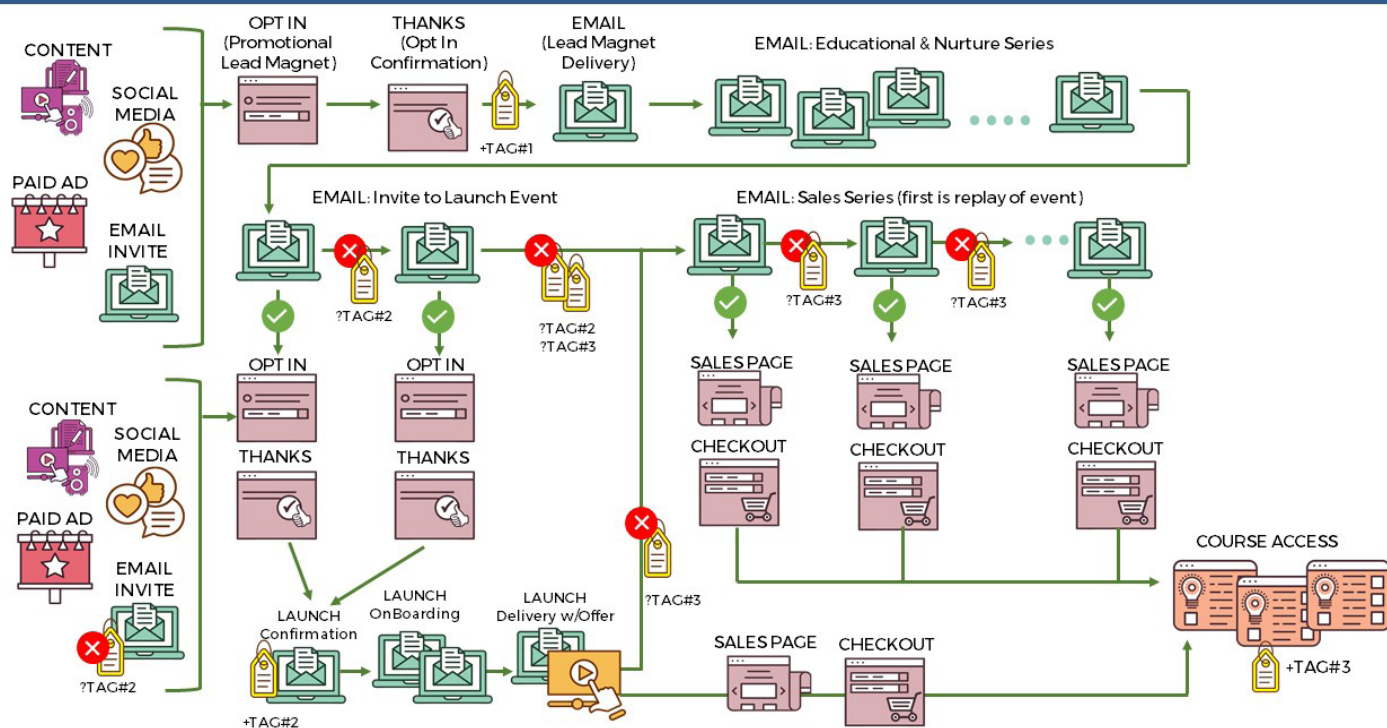 OPT IN
(Promotional
Lead Magnet)
THANKS
(Opt In
Confirmation)
EMAIL
(Lead Magnet
Delivery)
EMAIL: Educational & Nurture Series
CONTENT
SOCIAL
MEDIA
PAID AD
EMAIL
INVITE
+TAG#1
EMAIL: Invite to Launch Event
EMAIL: Sales Series (first is replay of event)
?TAG#2
?TAG#2
?TAG#3
?TAG#3
?TAG#3
OPT IN
OPT IN
SALES PAGE
SALES PAGE
SALES PAGE
CONTENT
SOCIAL
MEDIA
PAID AD
EMAIL
INVITE
?TAG#2
THANKS
THANKS
CHECKOUT
CHECKOUT
CHECKOUT
?TAG#3
COURSE ACCESS
+TAG#3
LAUNCH
Confirmation
+TAG#2
LAUNCH
OnBoarding
LAUNCH
Delivery w/Offer
SALES PAGE
CHECKOUT